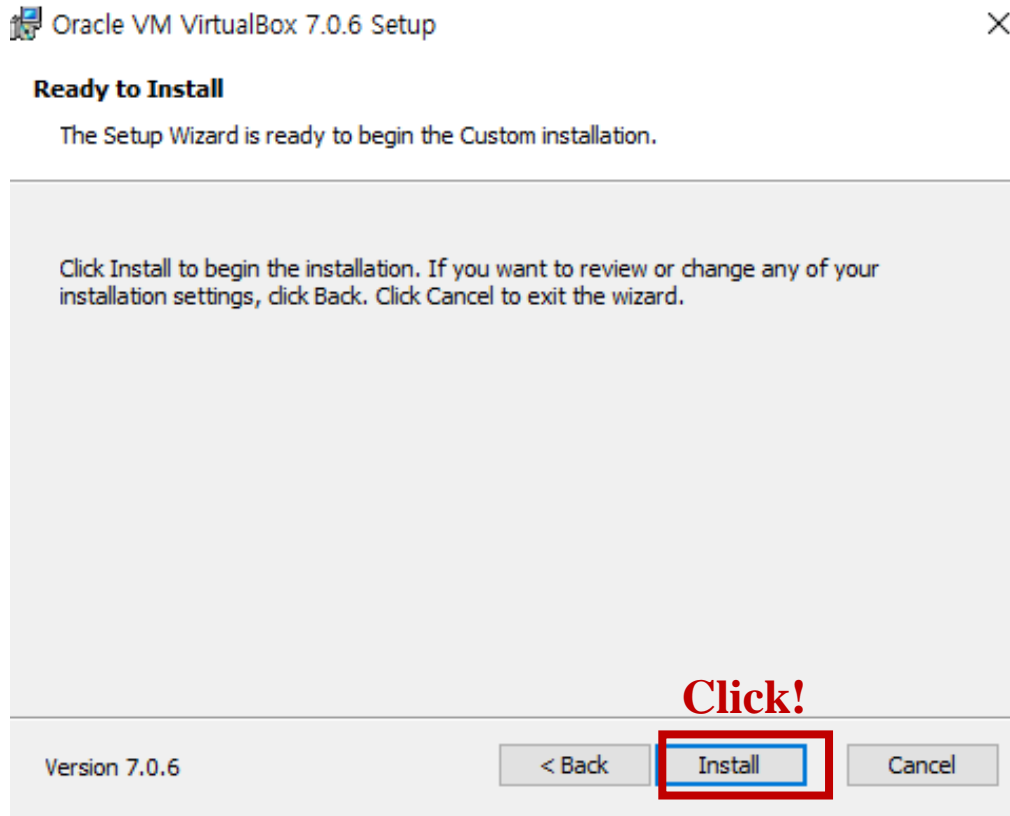 Oracle VM VirtualBox 7.0.6 Setup
Ready to Install
The Setup Wizard is ready to begin the Custom installation.
Click Install to begin the installation. If you want to review or change any of your
installation settings, click Back. Click Cancel to exit the wizard.
Click!
Version 7.0.6
< Back
Install
Cancel